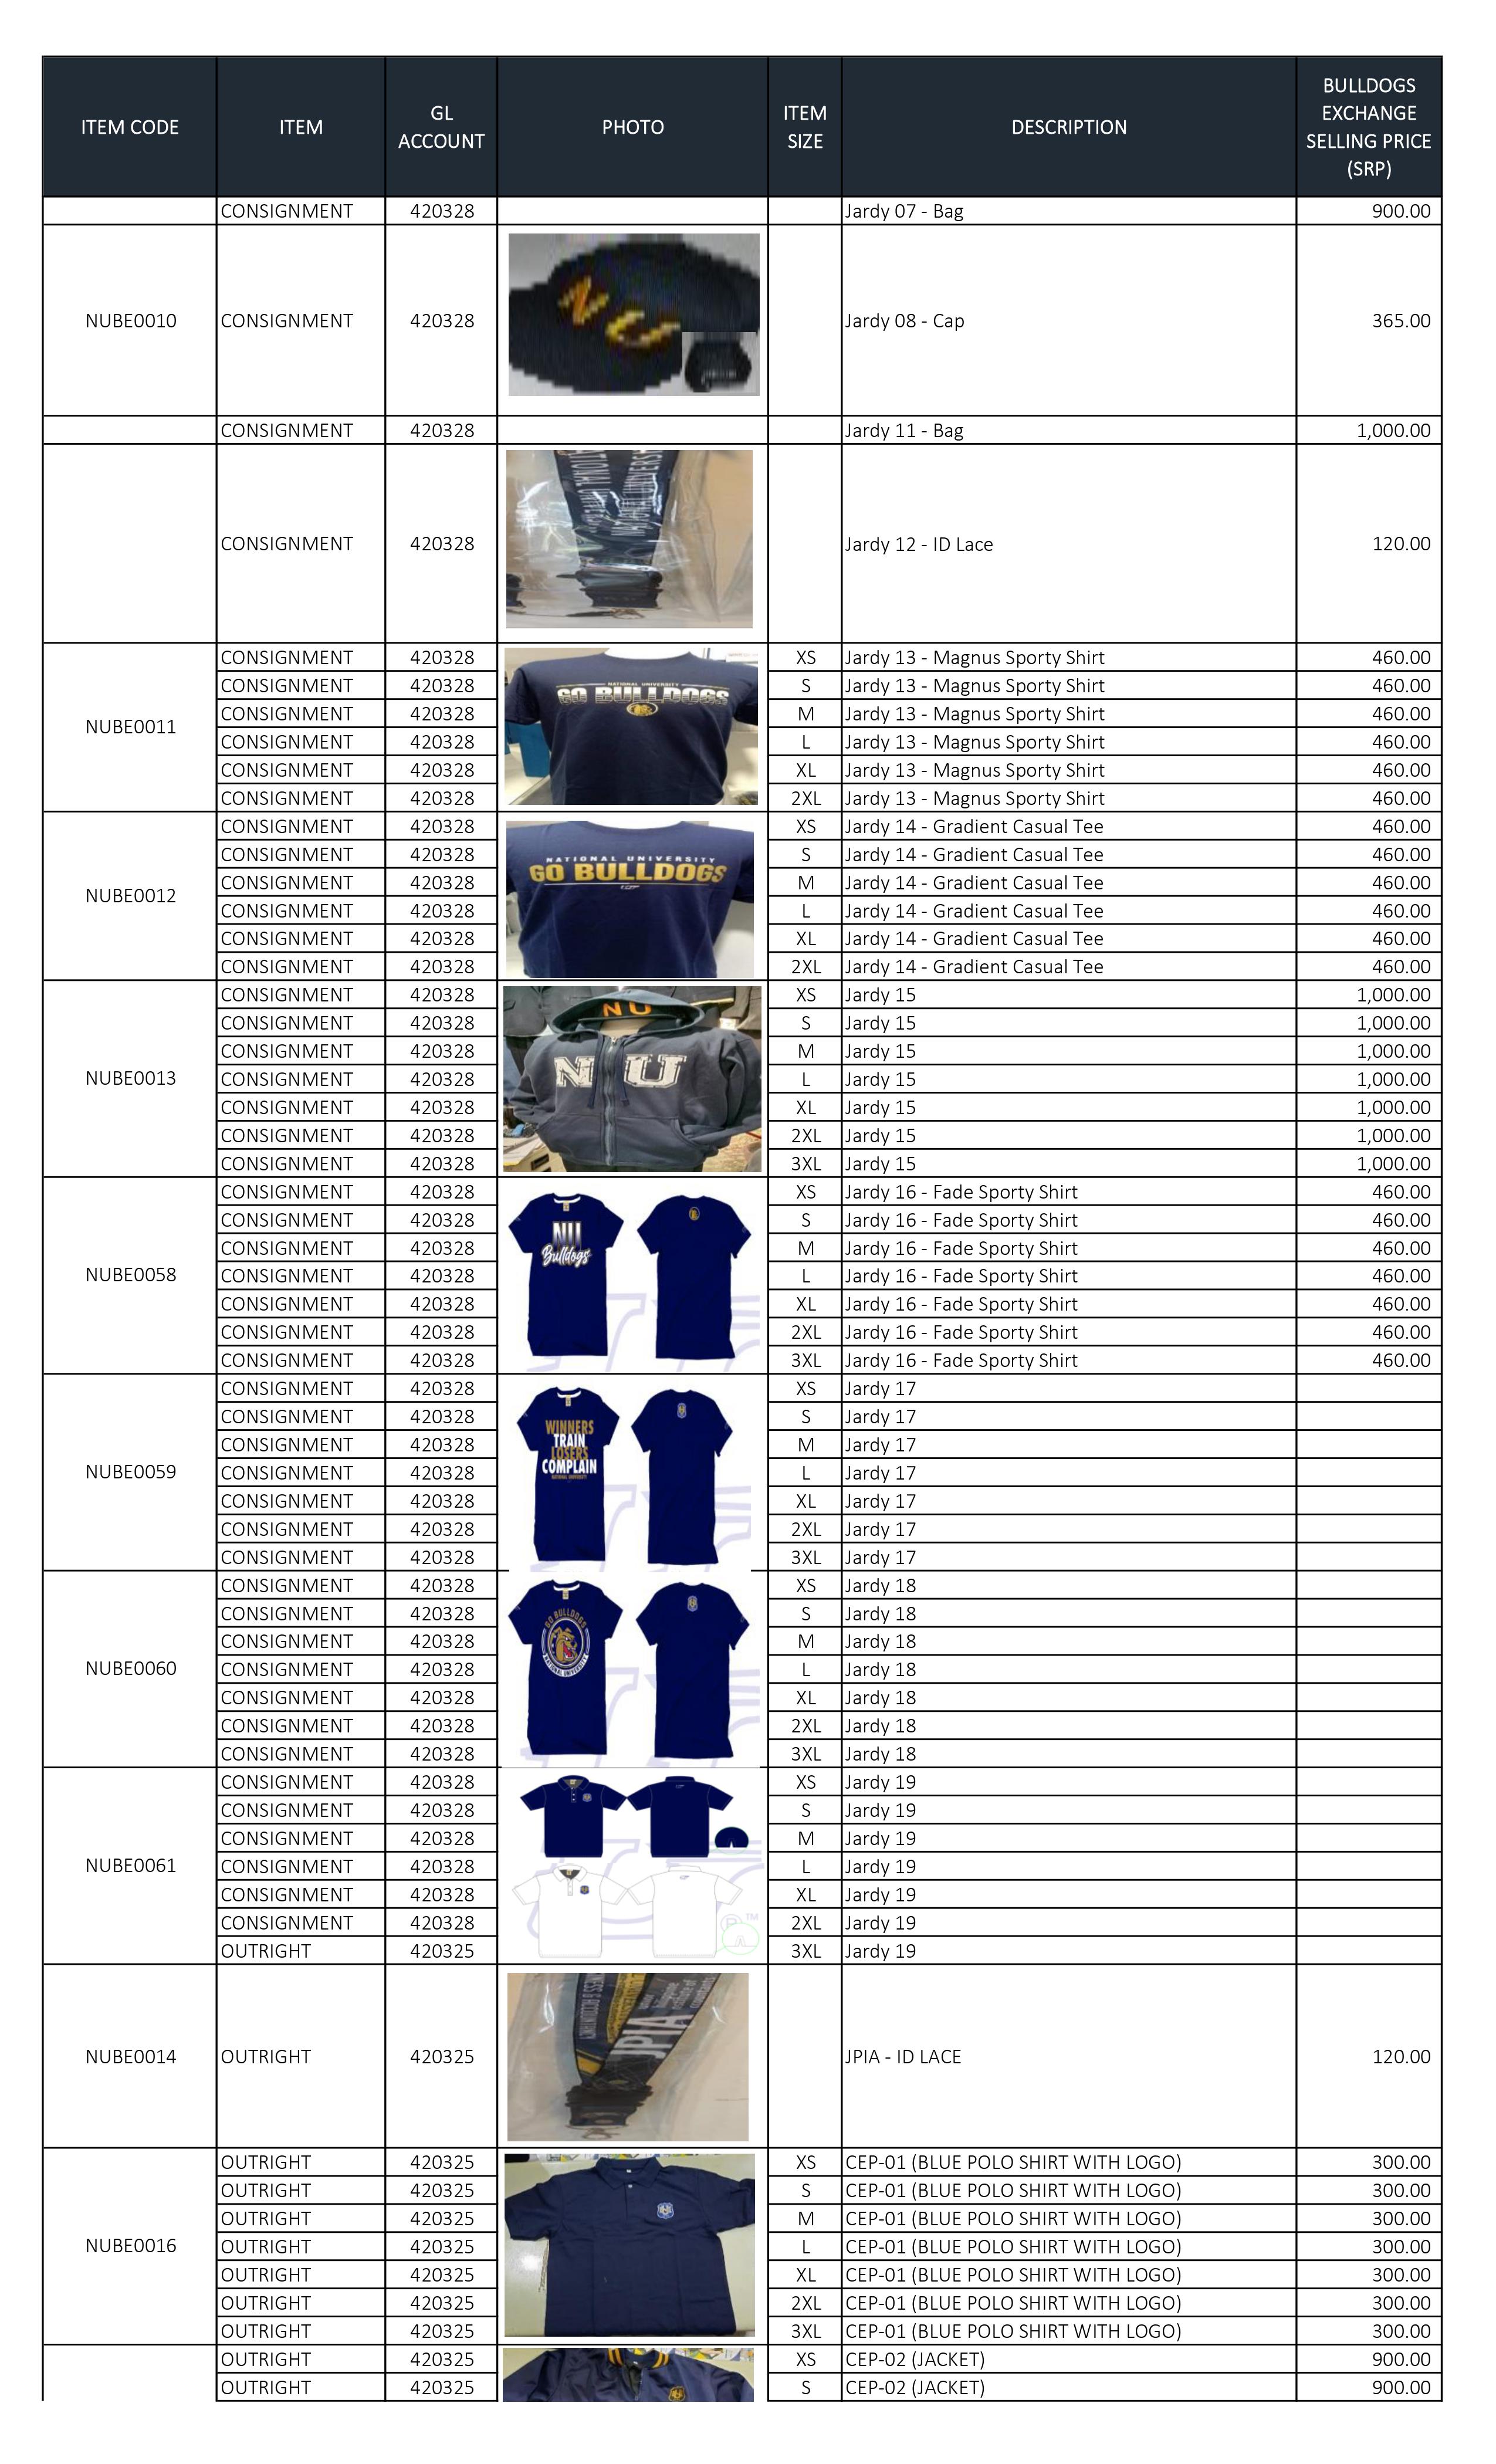 ITEM CODE ITEM GL ACCOUNT PHOTO ITEM SIZE DESCRIPTION BULLDOGS EXCHANGE SELLING PRICE (SRP)
CONSIGNMENT 420328 Jardy 07 - Bag 900.00
NUBE0010 CONSIGNMENT 420328 NU Jardy 08 - Cap 365.00
CONSIGNMENT 420328 Jardy 11 - Bag 1,000.00
CONSIGNMENT 420328 Jardy 12 - ID Lace 120.00
NUBE0011
CONSIGNMENT 420328 XS Jardy 13 - Magnus Sporty Shirt 460.00
CONSIGNMENT 420328 S Jardy 13 - Magnus Sporty Shirt 460.00
CONSIGNMENT 420328 M Jardy 13 - Magnus Sporty Shirt 460.00
CONSIGNMENT 420328 L Jardy 13 - Magnus Sporty Shirt 460.00
CONSIGNMENT 420328 XL Jardy 13 - Magnus Sporty Shirt 460.00
CONSIGNMENT 420328 2XL Jardy 13 - Magnus Sporty Shirt 460.00
NATIONAL UNIVERSITY
GO BULLDOGS
NUBE0012
CONSIGNMENT 420328 XS Jardy 14 - Gradient Casual Tee 460.00
CONSIGNMENT 420328 S Jardy 14 - Gradient Casual Tee 460.00
CONSIGNMENT 420328 M Jardy 14 - Gradient Casual Tee 460.00
CONSIGNMENT 420328 L Jardy 14 - Gradient Casual Tee 460.00
CONSIGNMENT 420328 XL Jardy 14 - Gradient Casual Tee 460.00
CONSIGNMENT 420328 2XL Jardy 14 - Gradient Casual Tee 460.00
NATIONAL UNIVERSITY
GO BULLDOGS
NUBE0013
CONSIGNMENT 420328 XS Jardy 15 1,000.00
CONSIGNMENT 420328 S Jardy 15 1,000.00
CONSIGNMENT 420328 M Jardy 15 1,000.00
CONSIGNMENT 420328 L Jardy 15 1,000.00
CONSIGNMENT 420328 XL Jardy 15 1,000.00
CONSIGNMENT 420328 2XL Jardy 15 1,000.00
CONSIGNMENT 420328 3XL Jardy 15 1,000.00
NU
NU
NUBE0058
CONSIGNMENT 420328 XS Jardy 16 - Fade Sporty Shirt 460.00
CONSIGNMENT 420328 S Jardy 16 - Fade Sporty Shirt 460.00
CONSIGNMENT 420328 M Jardy 16 - Fade Sporty Shirt 460.00
CONSIGNMENT 420328 L Jardy 16 - Fade Sporty Shirt 460.00
CONSIGNMENT 420328 XL Jardy 16 - Fade Sporty Shirt 460.00
CONSIGNMENT 420328 2XL Jardy 16 - Fade Sporty Shirt 460.00
CONSIGNMENT 420328 3XL Jardy 16 - Fade Sporty Shirt 460.00
NU
Bulldogs
NUBE0059
CONSIGNMENT 420328 XS Jardy 17
CONSIGNMENT 420328 S Jardy 17
CONSIGNMENT 420328 M Jardy 17
CONSIGNMENT 420328 L Jardy 17
CONSIGNMENT 420328 XL Jardy 17
CONSIGNMENT 420328 2XL Jardy 17
CONSIGNMENT 420328 3XL Jardy 17
WINNERS
TRAIN
LOSERS
COMPLAIN
NATIONAL UNIVERSITY
NUBE0060
CONSIGNMENT 420328 XS Jardy 18
CONSIGNMENT 420328 S Jardy 18
CONSIGNMENT 420328 M Jardy 18
CONSIGNMENT 420328 L Jardy 18
CONSIGNMENT 420328 XL Jardy 18
CONSIGNMENT 420328 2XL Jardy 18
CONSIGNMENT 420328 3XL Jardy 18
GO BULLDOGS
NATIONAL UNIVERSITY
NUBE0061
CONSIGNMENT 420328 XS Jardy 19
CONSIGNMENT 420328 S Jardy 19
CONSIGNMENT 420328 M Jardy 19
CONSIGNMENT 420328 L Jardy 19
CONSIGNMENT 420328 XL Jardy 19
CONSIGNMENT 420328 2XL Jardy 19
OUTRIGHT 420325 3XL Jardy 19
NUBE0014 OUTRIGHT 420325 JPIA JPIA - ID LACE 120.00
NUBE0016
OUTRIGHT 420325 XS CEP-01 (BLUE POLO SHIRT WITH LOGO) 300.00
OUTRIGHT 420325 S CEP-01 (BLUE POLO SHIRT WITH LOGO) 300.00
OUTRIGHT 420325 M CEP-01 (BLUE POLO SHIRT WITH LOGO) 300.00
OUTRIGHT 420325 L CEP-01 (BLUE POLO SHIRT WITH LOGO) 300.00
OUTRIGHT 420325 XL CEP-01 (BLUE POLO SHIRT WITH LOGO) 300.00
OUTRIGHT 420325 2XL CEP-01 (BLUE POLO SHIRT WITH LOGO) 300.00
OUTRIGHT 420325 3XL CEP-01 (BLUE POLO SHIRT WITH LOGO) 300.00
OUTRIGHT 420325 XS CEP-02 (JACKET) 900.00
OUTRIGHT 420325 S CEP-02 (JACKET) 900.00